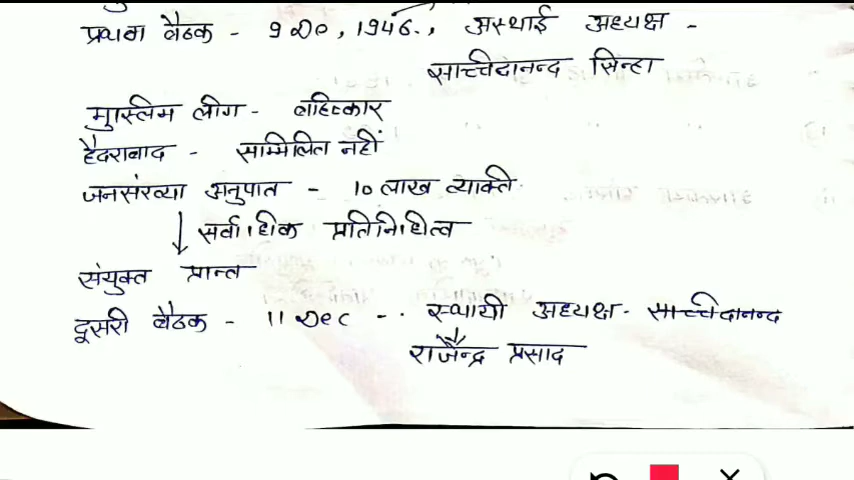 प्रथम बैठक - 9 Dec, 1946., अस्थाई अध्यक्ष -
सच्चिदानन्द सिन्हा
मुस्लिम लीग - बहिष्कार
हैदराबाद - सम्मिलित नहीं
जनसंख्या अनुपात - 10 लाख व्यक्ति
↓ सर्वाधिक प्रतिनिधित्व
संयुक्त प्रान्त
दूसरी बैठक - 11 Dec - . स्थायी अध्यक्ष - सच्चिदानन्द
राजेन्द्र प्रसाद